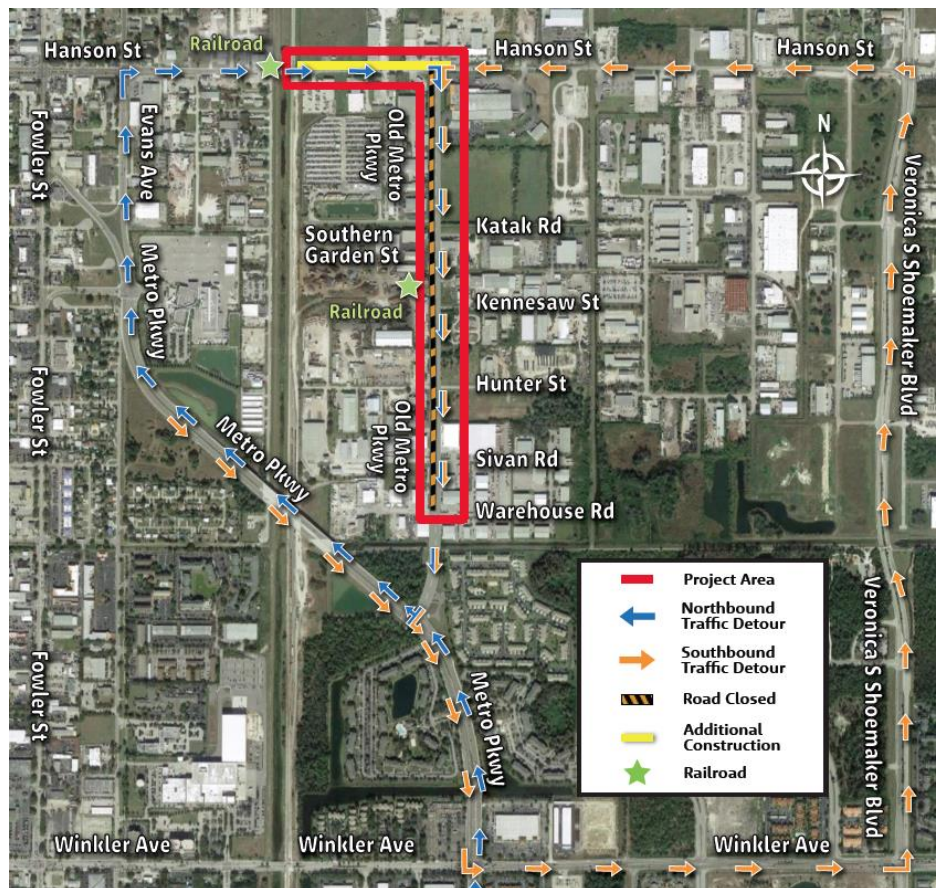 Hanson St
Railroad
Hanson St
Hanson St
Fowler St
Evans Ave
Old Metro
Pkwy
N
Veronica S Shoemaker Blvd
Katak Rd
Southern
Garden St
Railroad
Kennesaw St
Metro Pkwy
Fowler St
Hunter St
Old Metro
Pkwy
Metro Pkwy
Sivan Rd
Warehouse Rd
Project Area
Northbound
Traffic Detour
Southbound
Traffic Detour
Road Closed
Additional
Construction
Railroad
Veronica S Shoemaker Blvd
Fowler St
Metro Pkwy
Winkler Ave
Winkler Ave
Winkler Ave